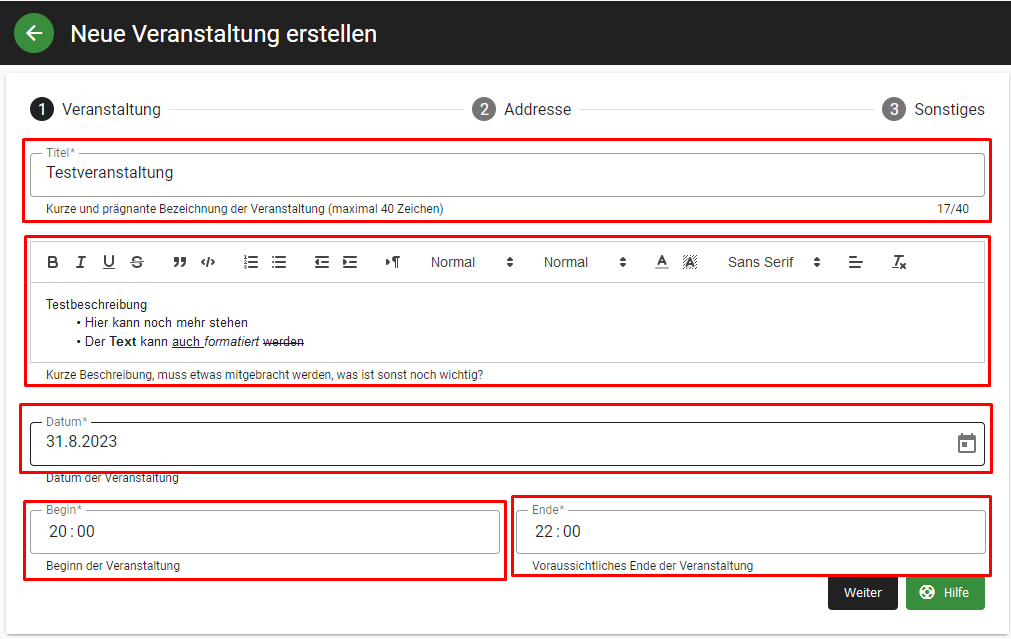 Neue Veranstaltung erstellen
1 Veranstaltung 2 Addresse 3 Sonstiges
Titel*
Testveranstaltung
Kurze und prägnante Bezeichnung der Veranstaltung (maximal 40 Zeichen) 17/40
B I U S Normal Normal A A Sans Serif Tx
Testbeschreibung
• Hier kann noch mehr stehen
• Der Text kann auch formatiert werden
Kurze Beschreibung, muss etwas mitgebracht werden, was ist sonst noch wichtig?
Datum*
31.8.2023
Datum der Veranstaltung
Begin* Ende*
20:00 22:00
Beginn der Veranstaltung Voraussichtliches Ende der Veranstaltung
Weiter Hilfe